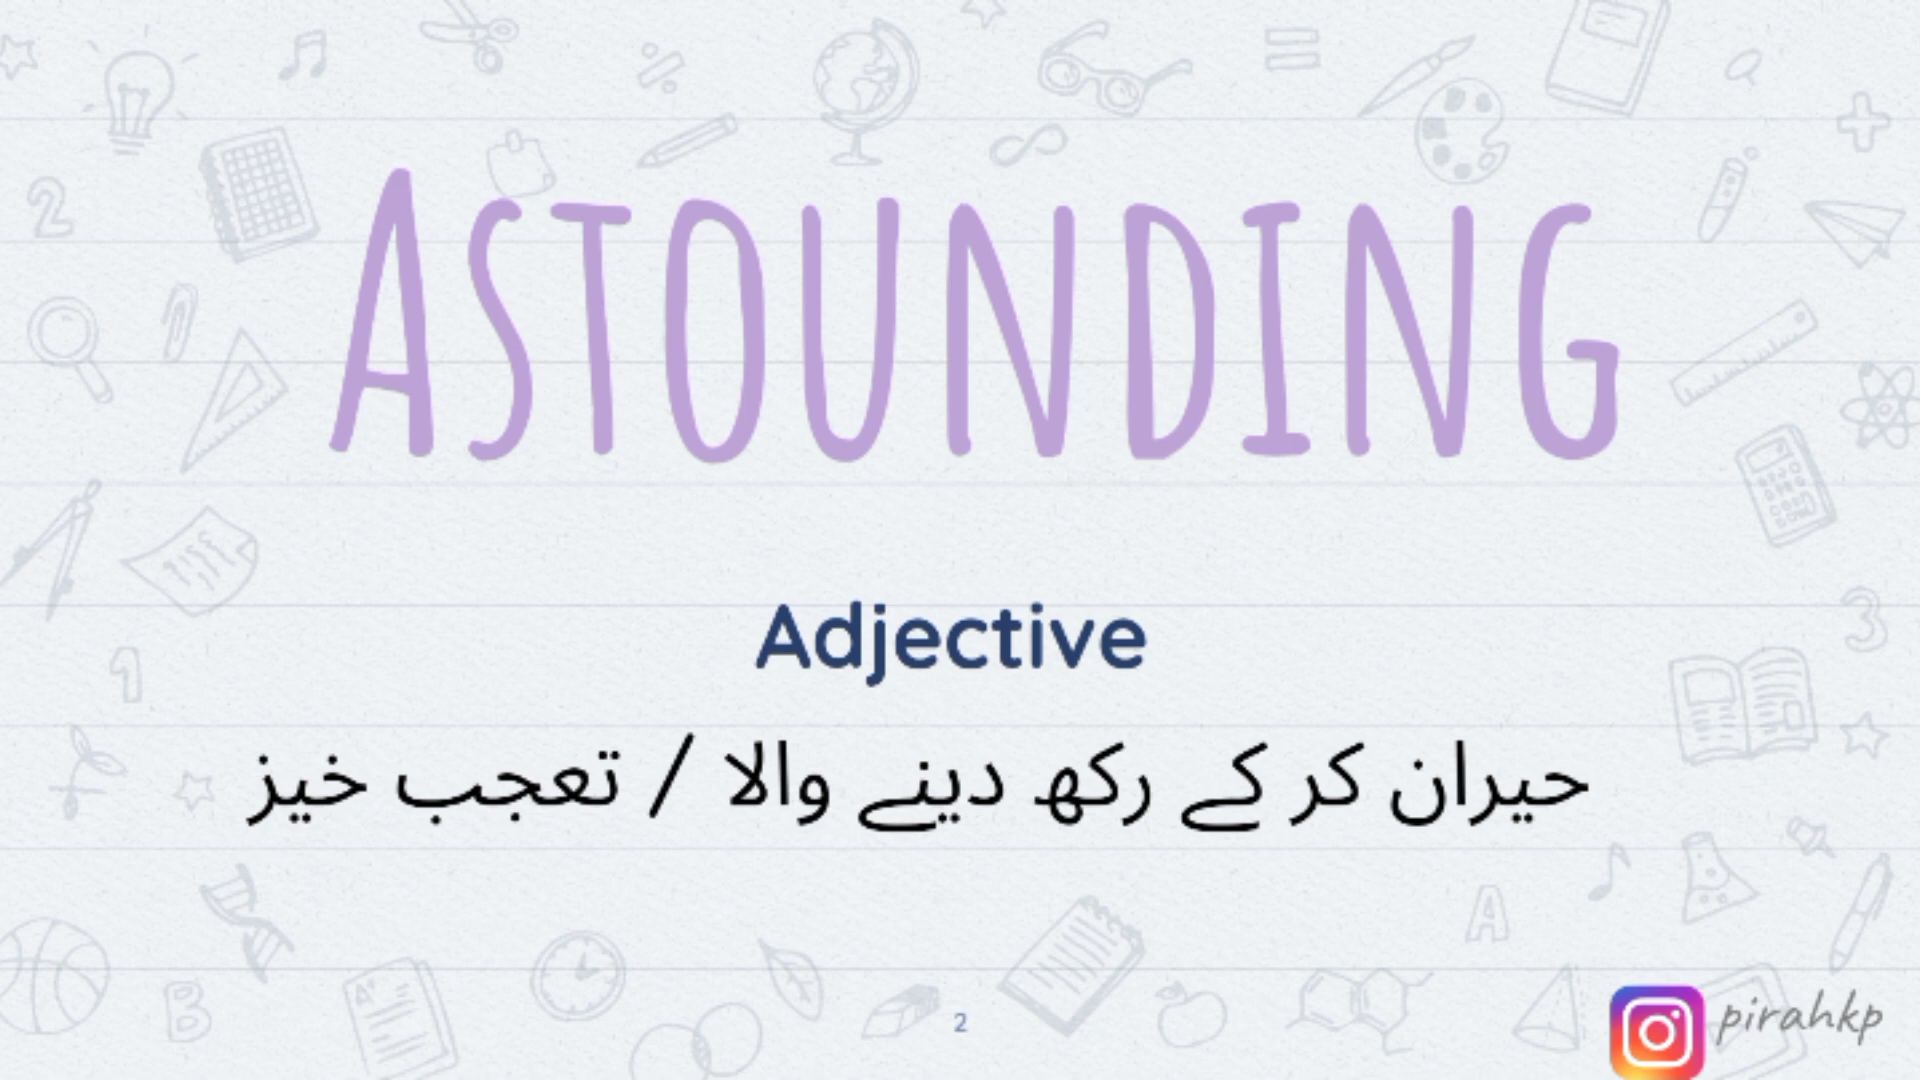 ASTOUNDING
Adjective
حیران کر کے رکھ دینے والا / تعجب خیز
2
pirahkp